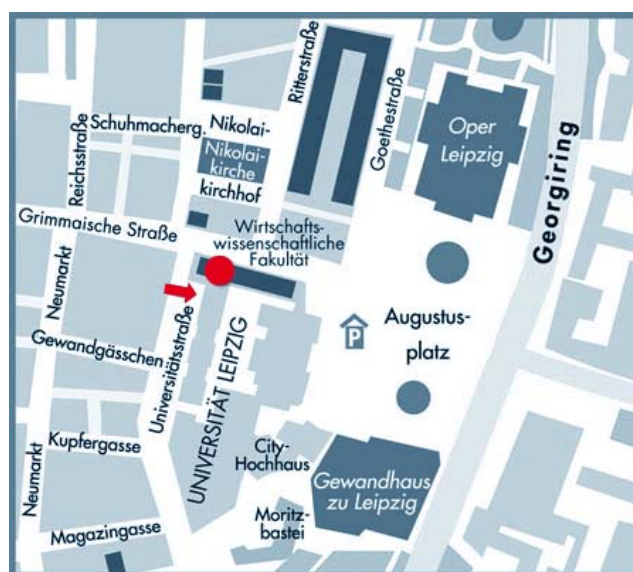 Ritterstraße
Goethestraße
Oper
Leipzig
Georgiring
Reichsstraße
Schuhmacherg.
Nikolai-
Nikolai-
kirche
kirchhof
Grimmaische Straße
Wirtschafts-
wissenschaftliche
Fakultät
Neumarkt
P
Augustus-
platz
Gewandgässchen
Universitätsstraße
UNIVERSITÄT LEIPZIG
Kupfergasse
City-
Hochhaus
Neumarkt
Gewandhaus
zu Leipzig
Moritz-
bastei
Magazingasse